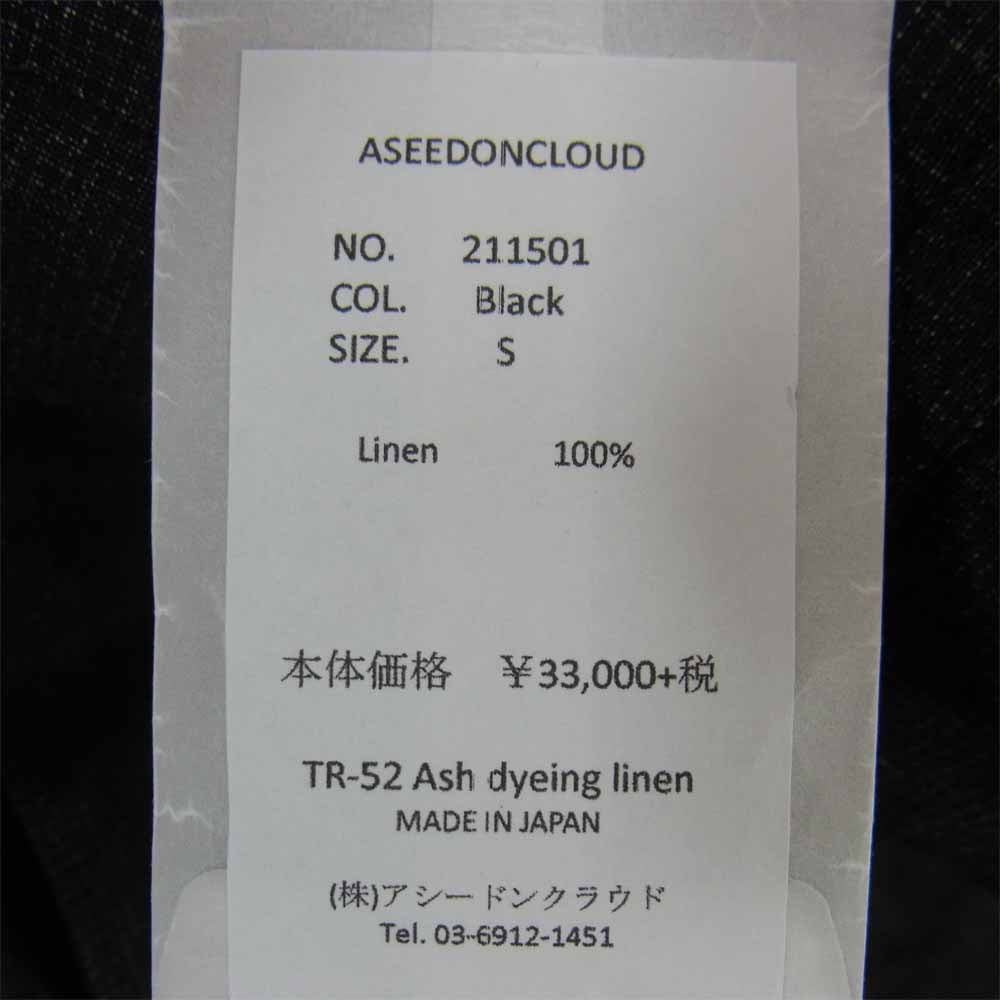 ASEEDONCLOUD
NO. 211501
COL. Black
SIZE. S
Linen 100%
本体価格 ￥33,000+税
TR-52 Ash dyeing linen
MADE IN JAPAN
(株)アシードンクラウド
Tel. 03-6912-1451